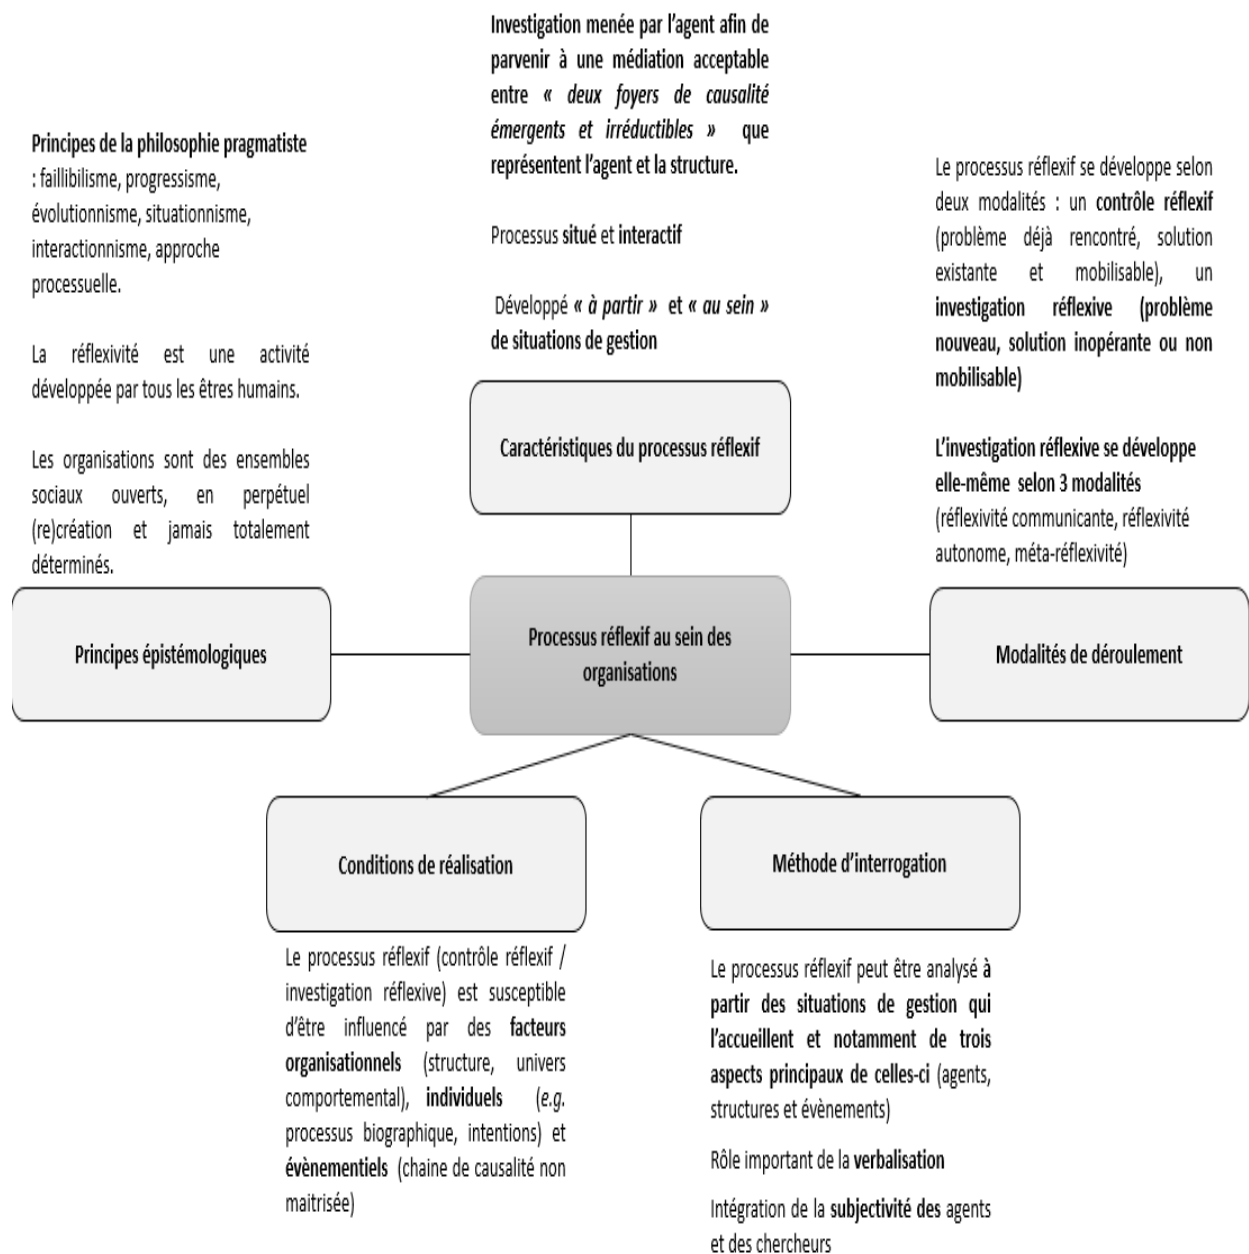 Investigation menée par l’agent afin de
parvenir à une médiation acceptable
entre « deux foyers de causalité
émergents et irréductibles » que
représentent l’agent et la structure.
Processus situé et interactif
Développé « à partir » et « au sein »
de situations de gestion
Caractéristiques du processus réflexif
Principes de la philosophie pragmatiste
: faillibilisme, progressisme,
évolutionnisme, situationnisme,
interactionnisme, approche
processuelle.
La réflexivité est une activité
développée par tous les êtres humains.
Les organisations sont des ensembles
sociaux ouverts, en perpétuel
(re)création et jamais totalement
déterminés.
Principes épistémologiques
Processus réflexif au sein des
organisations
Le processus réflexif se développe selon
deux modalités : un contrôle réflexif
(problème déjà rencontré, solution
existante et mobilisable), un
investigation réflexive (problème
nouveau, solution inopérante ou non
mobilisable)
L’investigation réflexive se développe
elle-même selon 3 modalités
(réflexivité communicante, réflexivité
autonome, méta-réflexivité)
Modalités de déroulement
Conditions de réalisation
Le processus réflexif (contrôle réflexif /
investigation réflexive) est susceptible
d’être influencé par des facteurs
organisationnels (structure, univers
comportemental), individuels (e.g.
processus biographique, intentions) et
évènementiels (chaine de causalité non
maitrisée)
Méthode d’interrogation
Le processus réflexif peut être analysé à
partir des situations de gestion qui
l’accueillent et notamment de trois
aspects principaux de celles-ci (agents,
structures et évènements)
Rôle important de la verbalisation
Intégration de la subjectivité des agents
et des chercheurs